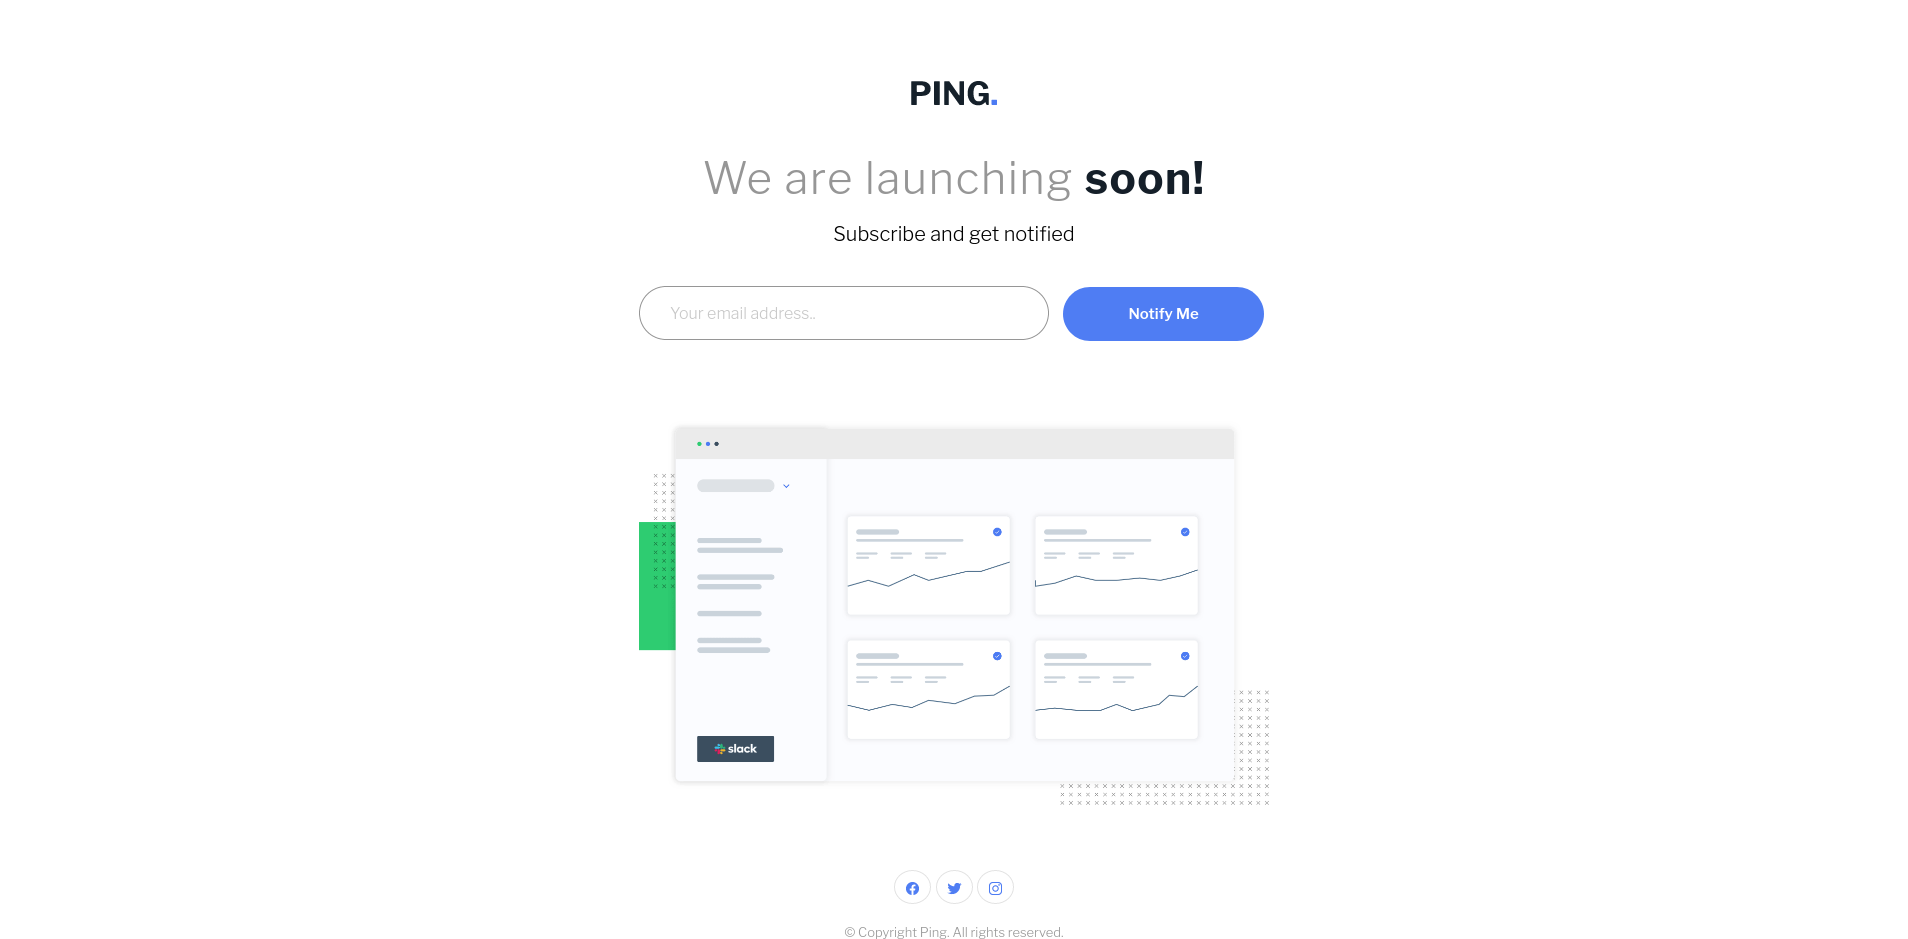 PING.
We are launching soon!
Subscribe and get notified
Your email address..
Notify Me
slack
© Copyright Ping. All rights reserved.